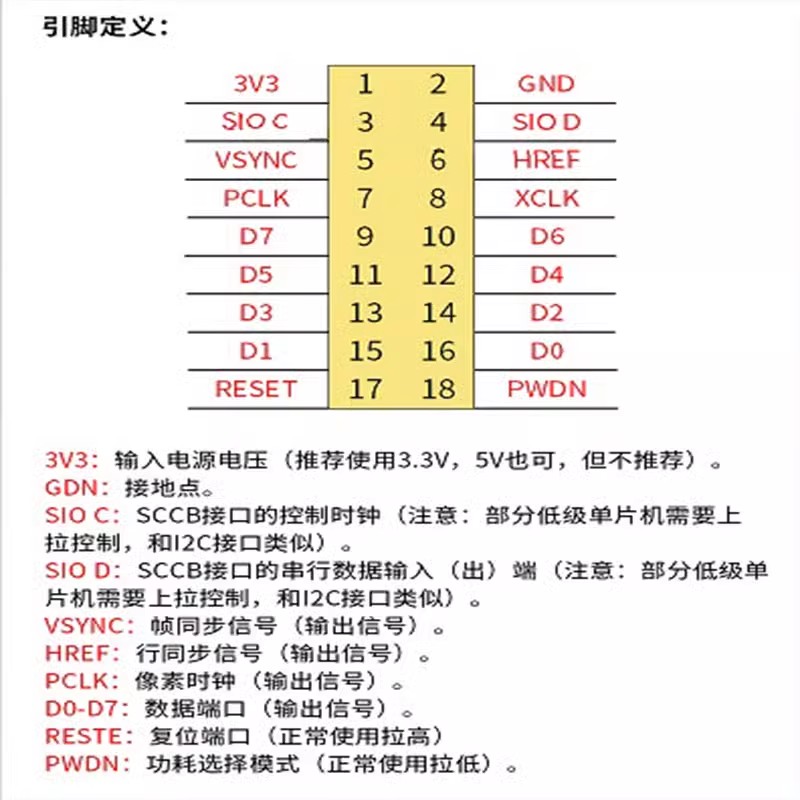 引脚定义：
3V3 1 2 GND
SIO C 3 4 SIO D
VSYNC 5 6 HREF
PCLK 7 8 XCLK
D7 9 10 D6
D5 11 12 D4
D3 13 14 D2
D1 15 16 D0
RESET 17 18 PWDN
3V3：输入电源电压（推荐使用3.3V，5V也可，但不推荐）。
GDN：接地点。
SIO C：SCCB接口的控制时钟（注意：部分低级单片机需要上
拉控制，和I2C接口类似）。
SIO D：SCCB接口的串行数据输入（出）端（注意：部分低级单
片机需要上拉控制，和I2C接口类似）。
VSYNC：帧同步信号（输出信号）。
HREF：行同步信号（输出信号）。
PCLK：像素时钟（输出信号）。
D0-D7：数据端口（输出信号）。
RESTE：复位端口（正常使用拉高）
PWDN：功耗选择模式（正常使用拉低）。